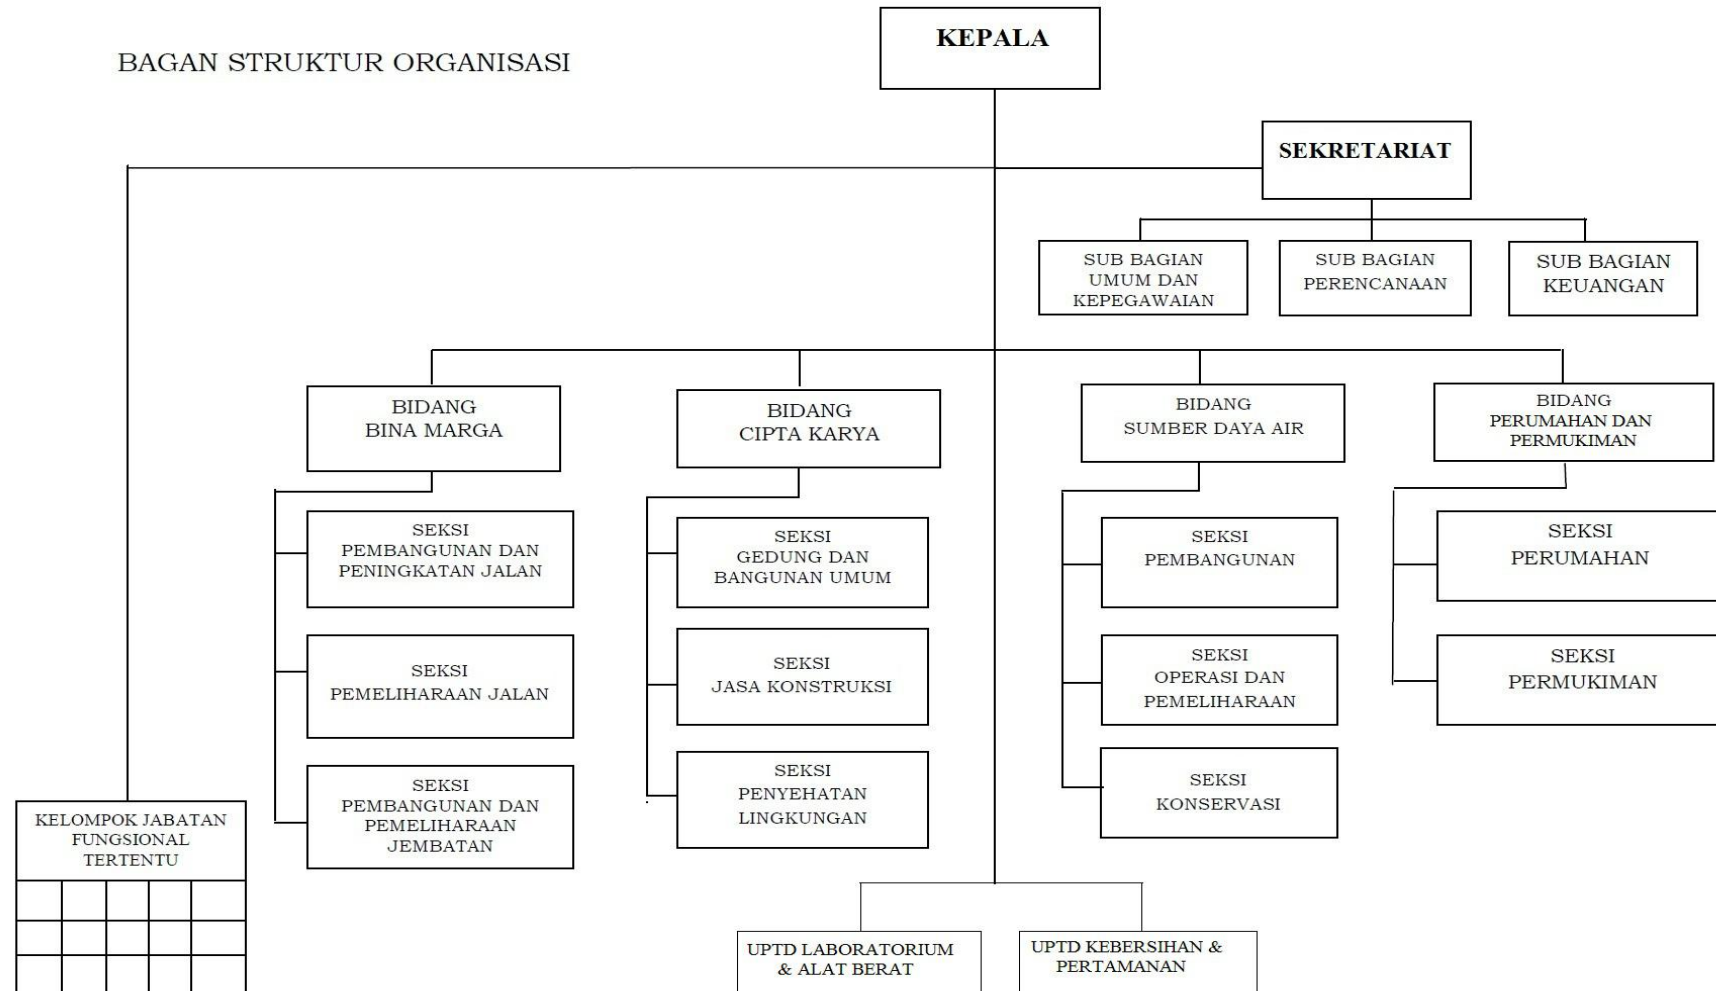 KEPALA
BAGAN STRUKTUR ORGANISASI
SEKRETARIAT
SUB BAGIAN
UMUM DAN
KEPEGAWAIAN
SUB BAGIAN
PERENCANAAN
SUB BAGIAN
KEUANGAN
BIDANG
BINA MARGA
BIDANG
CIPTA KARYA
BIDANG
SUMBER DAYA AIR
BIDANG
PERUMAHAN DAN
PERMUKIMAN
SEKSI
PEMBANGUNAN DAN
PENINGKATAN JALAN
SEKSI
GEDUNG DAN
BANGUNAN UMUM
SEKSI
PEMBANGUNAN
SEKSI
PERUMAHAN
SEKSI
PEMELIHARAAN JALAN
SEKSI
JASA KONSTRUKSI
SEKSI
OPERASI DAN
PEMELIHARAAN
SEKSI
PERMUKIMAN
SEKSI
PEMBANGUNAN DAN
PEMELIHARAAN
JEMBATAN
SEKSI
PENYEHATAN
LINGKUNGAN
SEKSI
KONSERVASI
KELOMPOK JABATAN
FUNGSIONAL
TERTENTU
UPTD LABORATORIUM
& ALAT BERAT
UPTD KEBERSIHAN &
PERTAMANAN